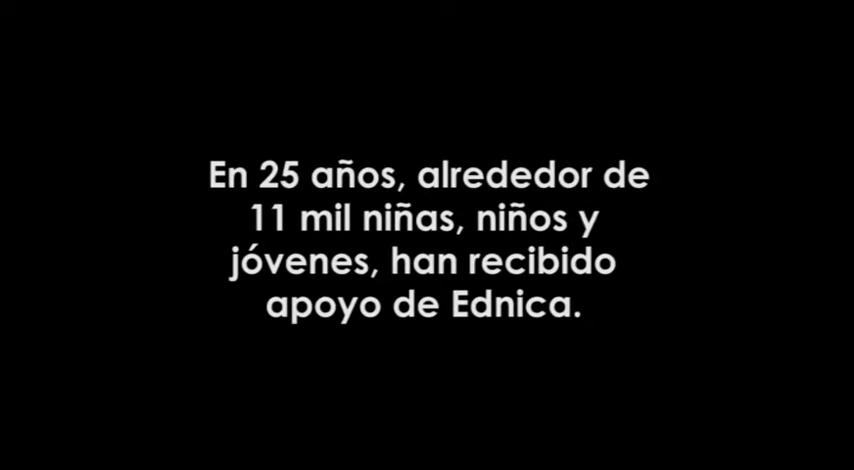 En 25 años, alrededor de
11 mil niñas, niños y
jóvenes, han recibido
apoyo de Ednica.